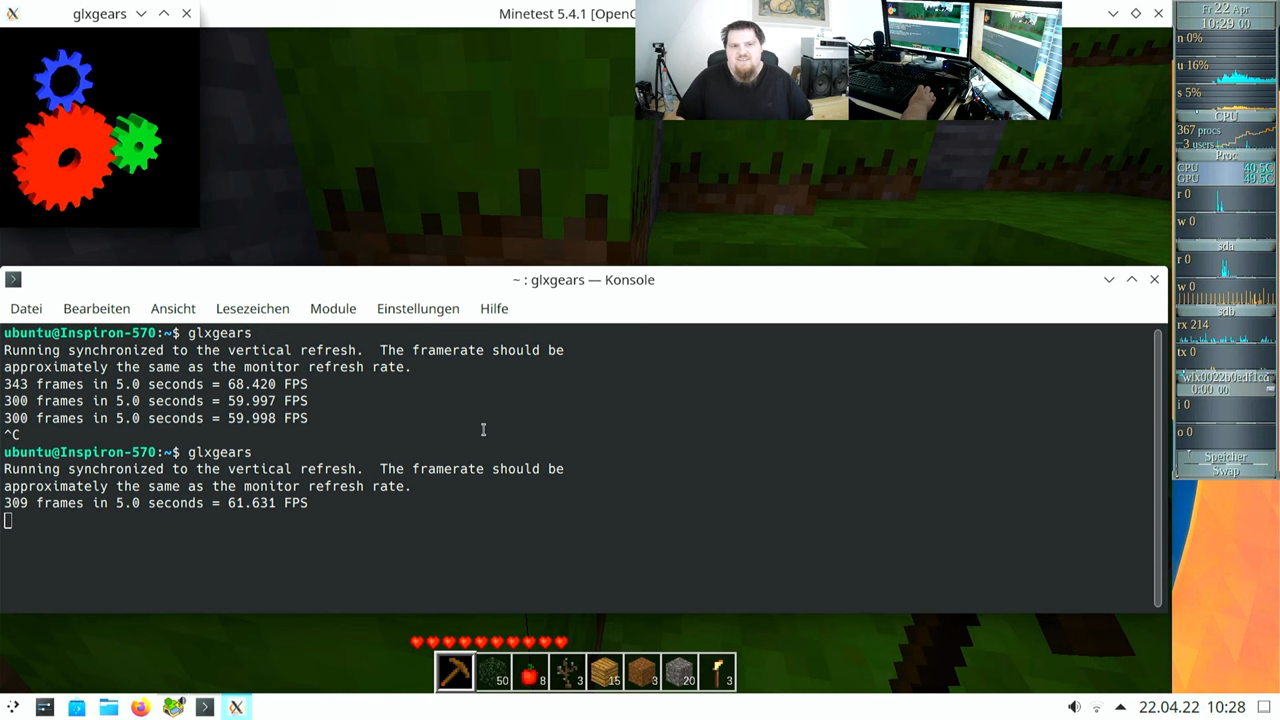 glxgears
Minetest 5.4.1 [OpenG
~ : glxgears — Konsole
Datei Bearbeiten Ansicht Lesezeichen Module Einstellungen Hilfe
ubuntu@Inspiron-570:~$ glxgears
Running synchronized to the vertical refresh.  The framerate should be
approximately the same as the monitor refresh rate.
343 frames in 5.0 seconds = 68.420 FPS
300 frames in 5.0 seconds = 59.997 FPS
300 frames in 5.0 seconds = 59.998 FPS
^C
ubuntu@Inspiron-570:~$ glxgears
Running synchronized to the vertical refresh.  The framerate should be
approximately the same as the monitor refresh rate.
309 frames in 5.0 seconds = 61.631 FPS
50 8 3 15 3 20 3
Fr 22 Apr
10:29 00
n 0%
u 16%
s 5%
CPU
367 procs
3 users
Proc
CPU 40.5C
GPU 49.5C
r 0
w 0
sda
r 0
w 0
sdb
rx 214
tx 0
0:00 00
i 0
o 0
Speicher
Swap
22.04.22 10:28